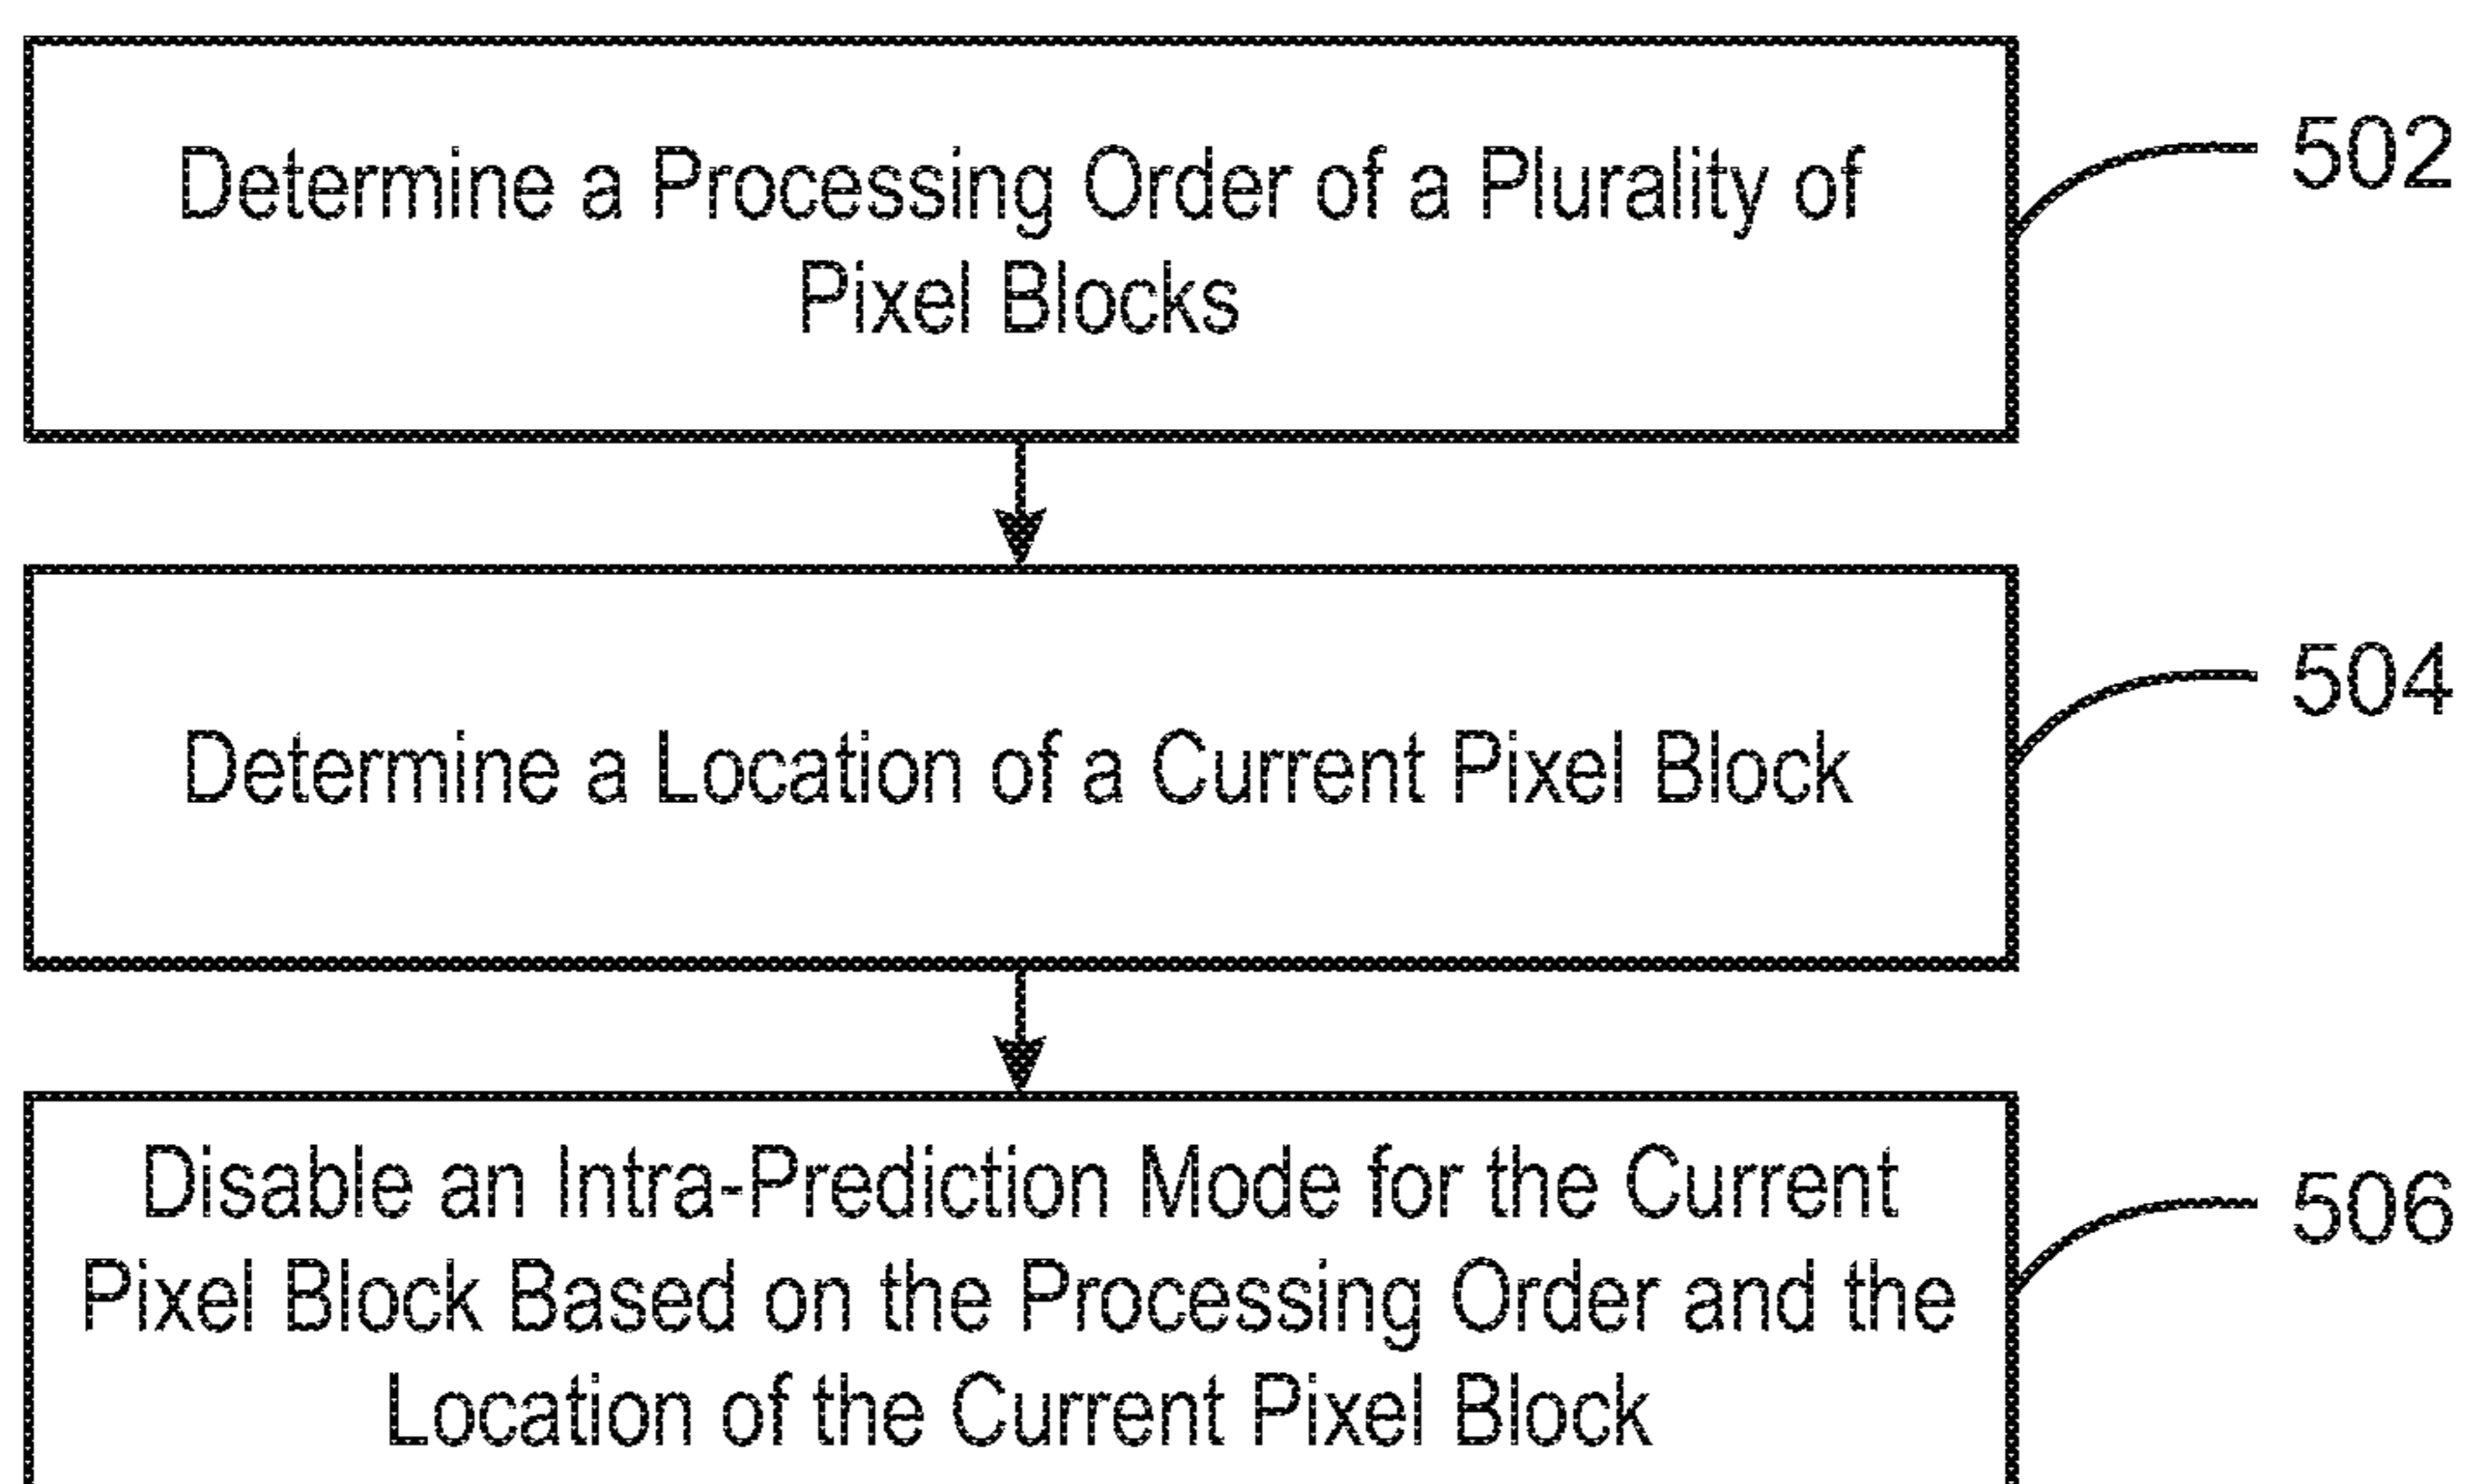 Determine a Processing Order of a Plurality of
Pixel Blocks
502
Determine a Location of a Current Pixel Block
504
Disable an Intra-Prediction Mode for the Current
Pixel Block Based on the Processing Order and the
Location of the Current Pixel Block
506